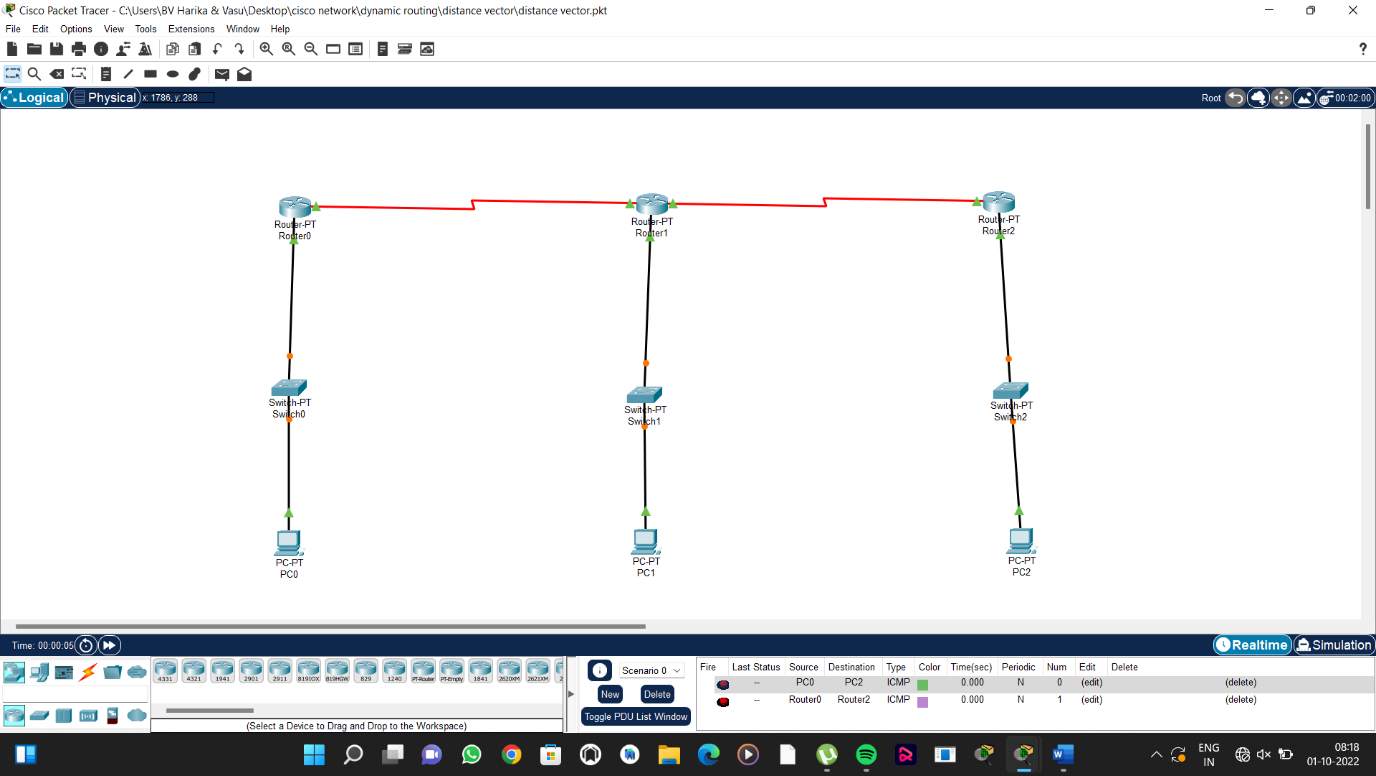 Cisco Packet Tracer - C:\Users\BV Harika & Vasu\Desktop\cisco network\dynamic routing\distance vector\distance vector.pkt
File Edit Options View Tools Extensions Window Help
?
Logical Physical x: 1786, y: 288 Root 00:02:00
Router-PT
Router0
Router-PT
Router1
Router-PT
Router2
Switch-PT
Switch0
Switch-PT
Switch1
Switch-PT
Switch2
PC-PT
PC0
PC-PT
PC1
PC-PT
PC2
Time: 00:00:05 Realtime Simulation
4331 4321 1941 2901 2911 819IOX 819HGW 829 1240 PT-Router PT-Empty 1841 2620XM 2621XM 2
(Select a Device to Drag and Drop to the Workspace)
Scenario 0
New Delete
Toggle PDU List Window
Fire Last Status Source Destination Type Color Time(sec) Periodic Num Edit Delete
-- PC0 PC2 ICMP 0.000 N 0 (edit) (delete)
-- Router0 Router2 ICMP 0.000 N 1 (edit) (delete)
ENG
IN
08:18
01-10-2022